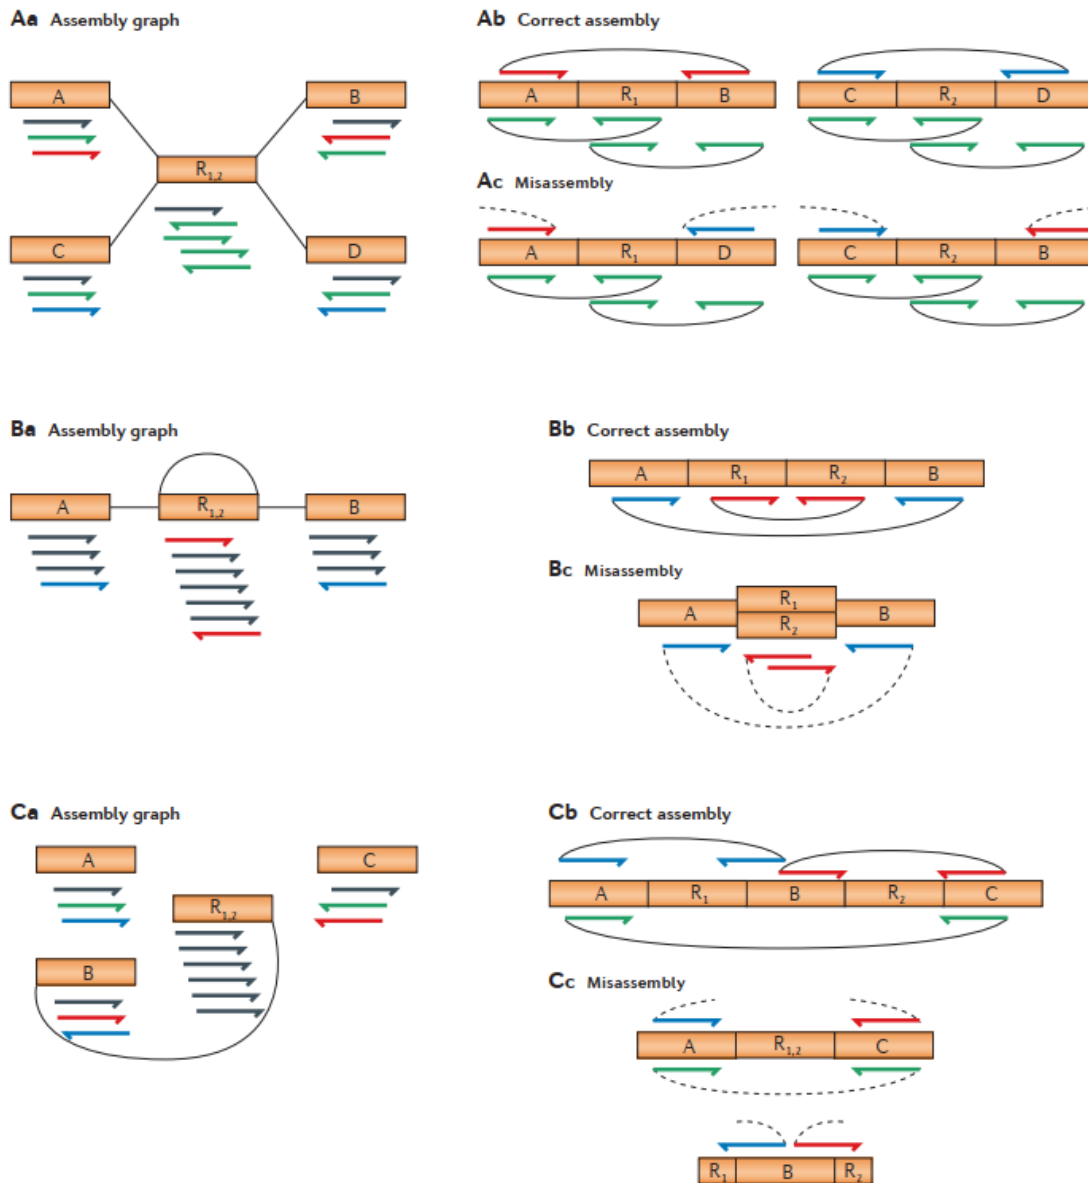 Aa Assembly graph
A
B
R1,2
C
D
Ab Correct assembly
A R1 B
C R2 D
Ac Misassembly
A R1 D
C R2 B
Ba Assembly graph
A R1,2 B
Bb Correct assembly
A R1 R2 B
Bc Misassembly
R1
A B
R2
Ca Assembly graph
A
C
R1,2
B
Cb Correct assembly
A R1 B R2 C
Cc Misassembly
A R1,2 C
R1 B R2